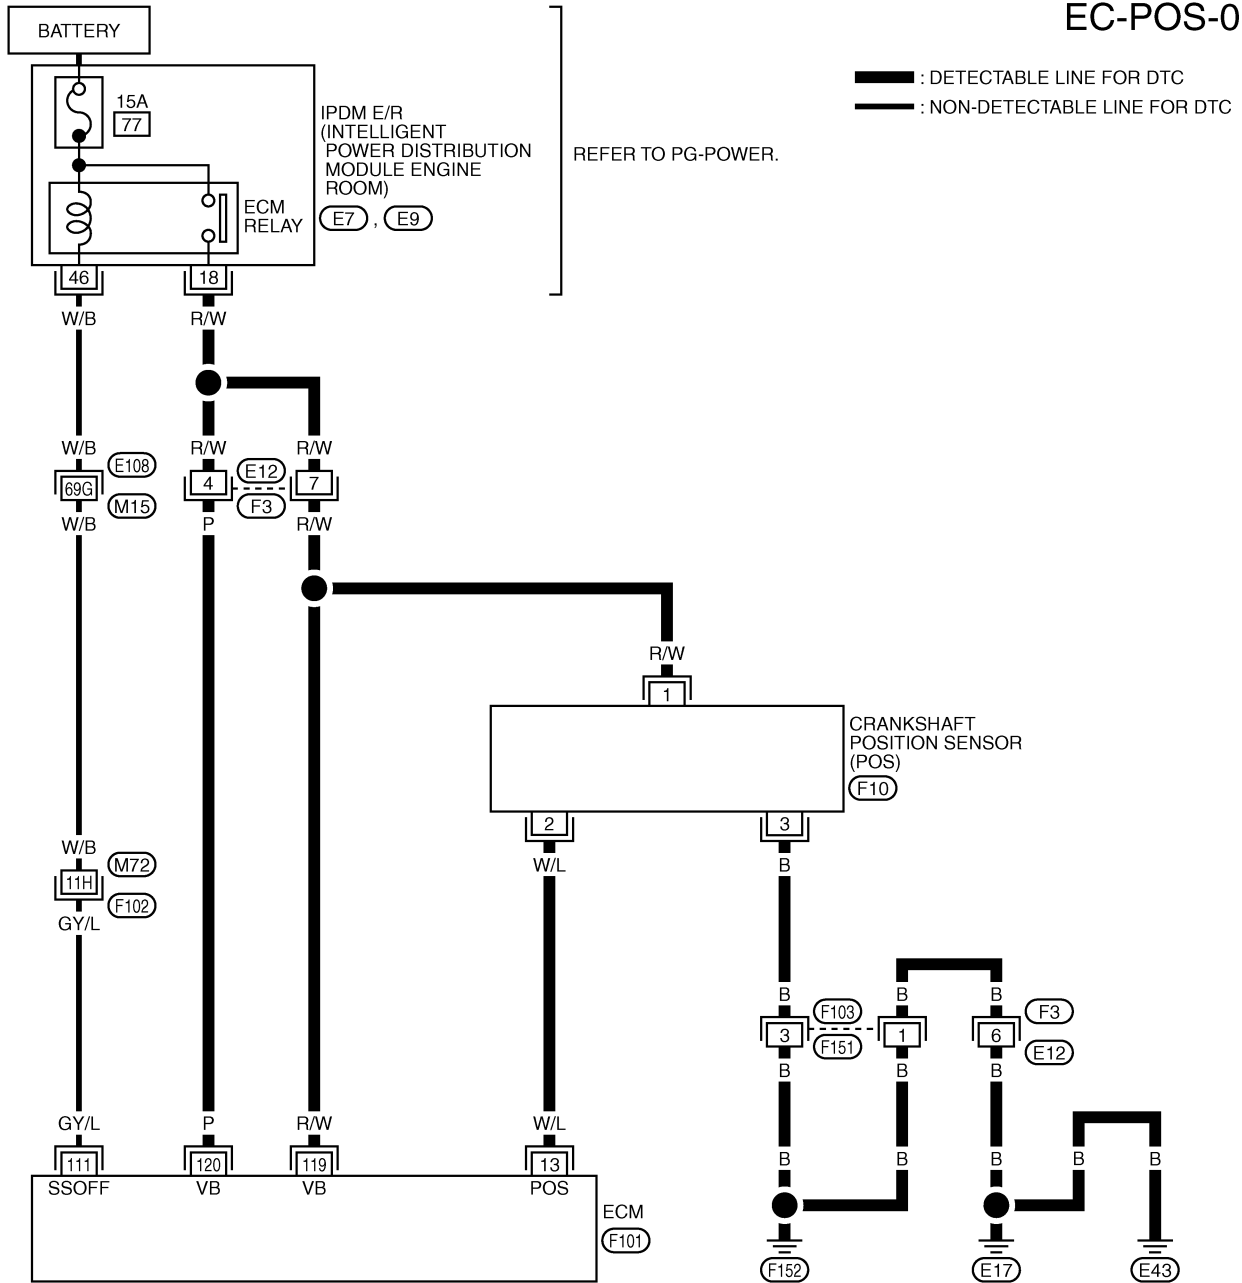 EC-POS-0
BATTERY
: DETECTABLE LINE FOR DTC
: NON-DETECTABLE LINE FOR DTC
15A
77
IPDM E/R
(INTELLIGENT
POWER DISTRIBUTION
MODULE ENGINE
ROOM)
E7 , E9
REFER TO PG-POWER.
ECM
RELAY
46
18
W/B
R/W
W/B
R/W
R/W
E108
69G
M15
4
E12
F3
7
W/B
P
R/W
R/W
1
CRANKSHAFT
POSITION SENSOR
(POS)
F10
2
3
W/B
W/L
B
M72
11H
F102
GY/L
B
B
B
F103
F151
3
1
6
F3
E12
B
B
B
GY/L
P
R/W
W/L
B
B
B
B
B
111
120
119
13
SSOFF
VB
VB
POS
ECM
F101
F152
E17
E43